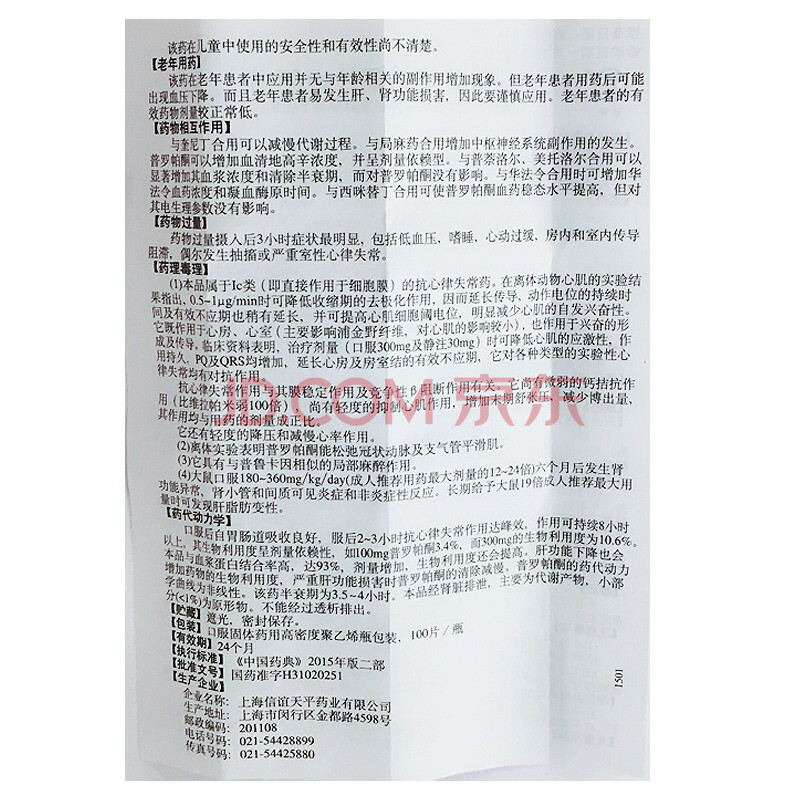 该药在儿童中使用的安全性和有效性尚不清楚。
【老年用药】
该药在老年患者中应用并无与年龄相关的副作用增加现象。但老年患者用药后可能
出现血压下降。而且老年患者易发生肝、肾功能损害，因此要谨慎应用。老年患者的有
效药物剂量较正常低。
【药物相互作用】
与奎尼丁合用可以减慢代谢过程。与局麻药合用增加中枢神经系统副作用的发生。
普罗帕酮可以增加血清地高辛浓度，并呈剂量依赖型。与普萘洛尔、美托洛尔合用可以
显著增加其血浆浓度和清除半衰期，而对普罗帕酮没有影响。与华法令合用时可增加华
法令血药浓度和凝血酶原时间。与西咪替丁合用可使普罗帕酮血药稳态水平提高，但对
其电生理参数没有影响。
【药物过量】
药物过量摄入后3小时症状最明显，包括低血压，嗜睡，心动过缓，房内和室内传导
阻滞，偶尔发生抽搐或严重室性心律失常。
【药理毒理】
(1)本品属于Ic类（即直接作用于细胞膜）的抗心律失常药。在离体动物心肌的实验结
果指出，0.5~1μg/min时可降低收缩期的去极化作用，因而延长传导，动作电位的持续时
间及有效不应期也稍有延长，并可提高心肌细胞阈电位，明显减少心肌的自发兴奋性。
它既作用于心房、心室（主要影响浦金野纤维，对心肌的影响较小），也作用于兴奋的形
成及传导。临床资料表明，治疗剂量（口服300mg及静注30mg）时可降低心肌的应激性，作
用持久，PQ及QRS均增加，延长心房及房室结的有效不应期，它对各种类型的实验性心
律失常均有对抗作用。
抗心律失常作用与其膜稳定作用及竞争性β阻断作用有关。它尚有微弱的钙拮抗作
用（比维拉帕米弱100倍），尚有轻度的抑制心肌作用，增加末期舒张压，减少博出量，
其作用均与用药的剂量成正比。
它还有轻度的降压和减慢心率作用。
(2)离体实验表明普罗帕酮能松弛冠状动脉及支气管平滑肌。
(3)它具有与普鲁卡因相似的局部麻醉作用。
(4)大鼠口服180~360mg/kg/day(成人推荐用药最大剂量的12~24倍)六个月后发生肾
功能异常，肾小管和间质可见炎症和非炎症性反应。长期给予大鼠19倍成人推荐最大用
量时可发现肝脂肪变性。
【药代动力学】
口服后自胃肠道吸收良好，服后2~3小时抗心律失常作用达峰效，作用可持续8小时
以上，其生物利用度呈剂量依赖性，如100mg普罗帕酮3.4%，而300mg的生物利用度为10.6%。
本品与血浆蛋白结合率高，达93%，剂量增加，生物利用度还会提高。肝功能下降也会
增加药物的生物利用度，严重肝功能损害时普罗帕酮的清除减慢。普罗帕酮的药代动力
学曲线为非线性。该药半衰期为3.5~4小时。本品经肾脏排泄，主要为代谢产物，小部
分(<1%)为原形物。不能经过透析排出。
【贮藏】遮光，密封保存。
【包装】口服固体药用高密度聚乙烯瓶包装，100片／瓶
【有效期】24个月
【执行标准】《中国药典》2015年版二部
【批准文号】国药准字H31020251
【生产企业】
企业名称：上海信谊天平药业有限公司
生产地址：上海市闵行区金都路4598号
邮政编码：201108
电话号码：021-54428899
传真号码：021-54425880
1501
JD.COM 京东